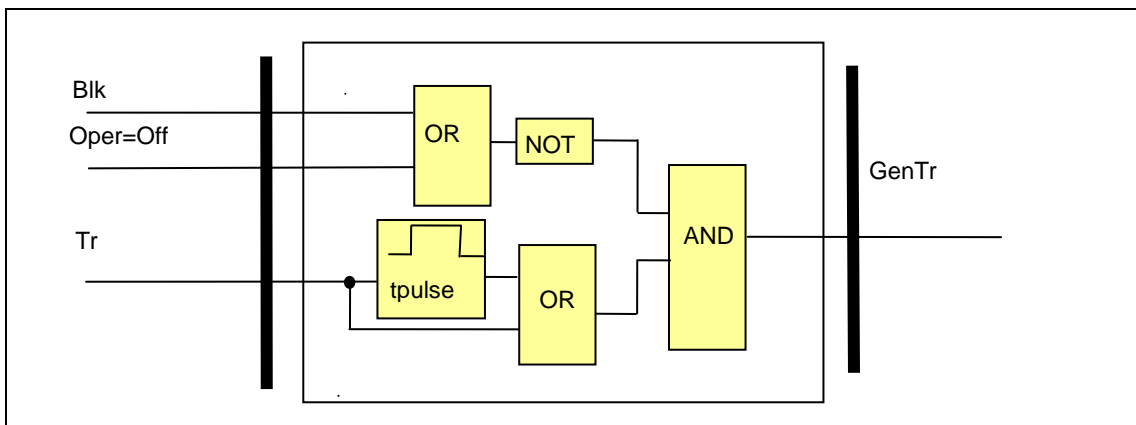 Blk
Oper=Off
OR
NOT
GenTr
Tr
AND
tpulse
OR